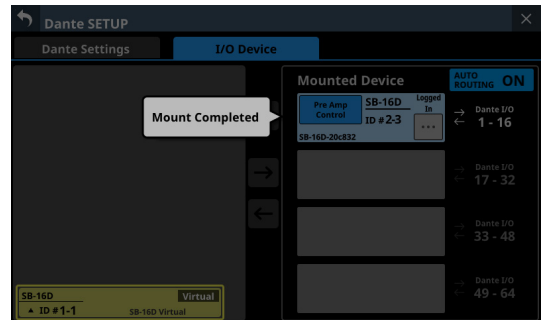 Dante SETUP
Dante Settings
I/O Device
Mounted Device
AUTO ROUTING ON
Pre Amp Control
SB-16D
ID # 2-3
Logged In
...
SB-16D-20c832
Dante I/O
1 - 16
Mount Completed
Dante I/O
17 - 32
Dante I/O
33 - 48
Dante I/O
49 - 64
SB-16D
Virtual
▲ ID # 1-1
SB-16D Virtual